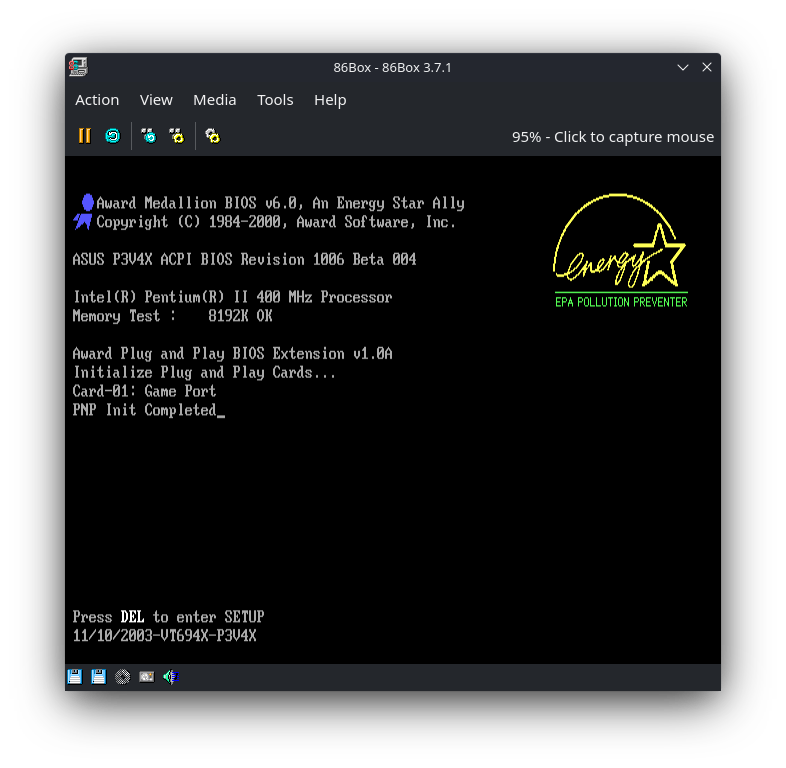 86Box - 86Box 3.7.1
Action View Media Tools Help
95% - Click to capture mouse
Award Medallion BIOS v6.0, An Energy Star Ally
Copyright (C) 1984-2000, Award Software, Inc.
ASUS P3V4X ACPI BIOS Revision 1006 Beta 004
energy
EPA POLLUTION PREVENTER
Intel(R) Pentium(R) II 400 MHz Processor
Memory Test : 8192K OK
Award Plug and Play BIOS Extension v1.0A
Initialize Plug and Play Cards...
Card-01: Game Port
PNP Init Completed_
Press DEL to enter SETUP
11/10/2003-VT694X-P3V4X